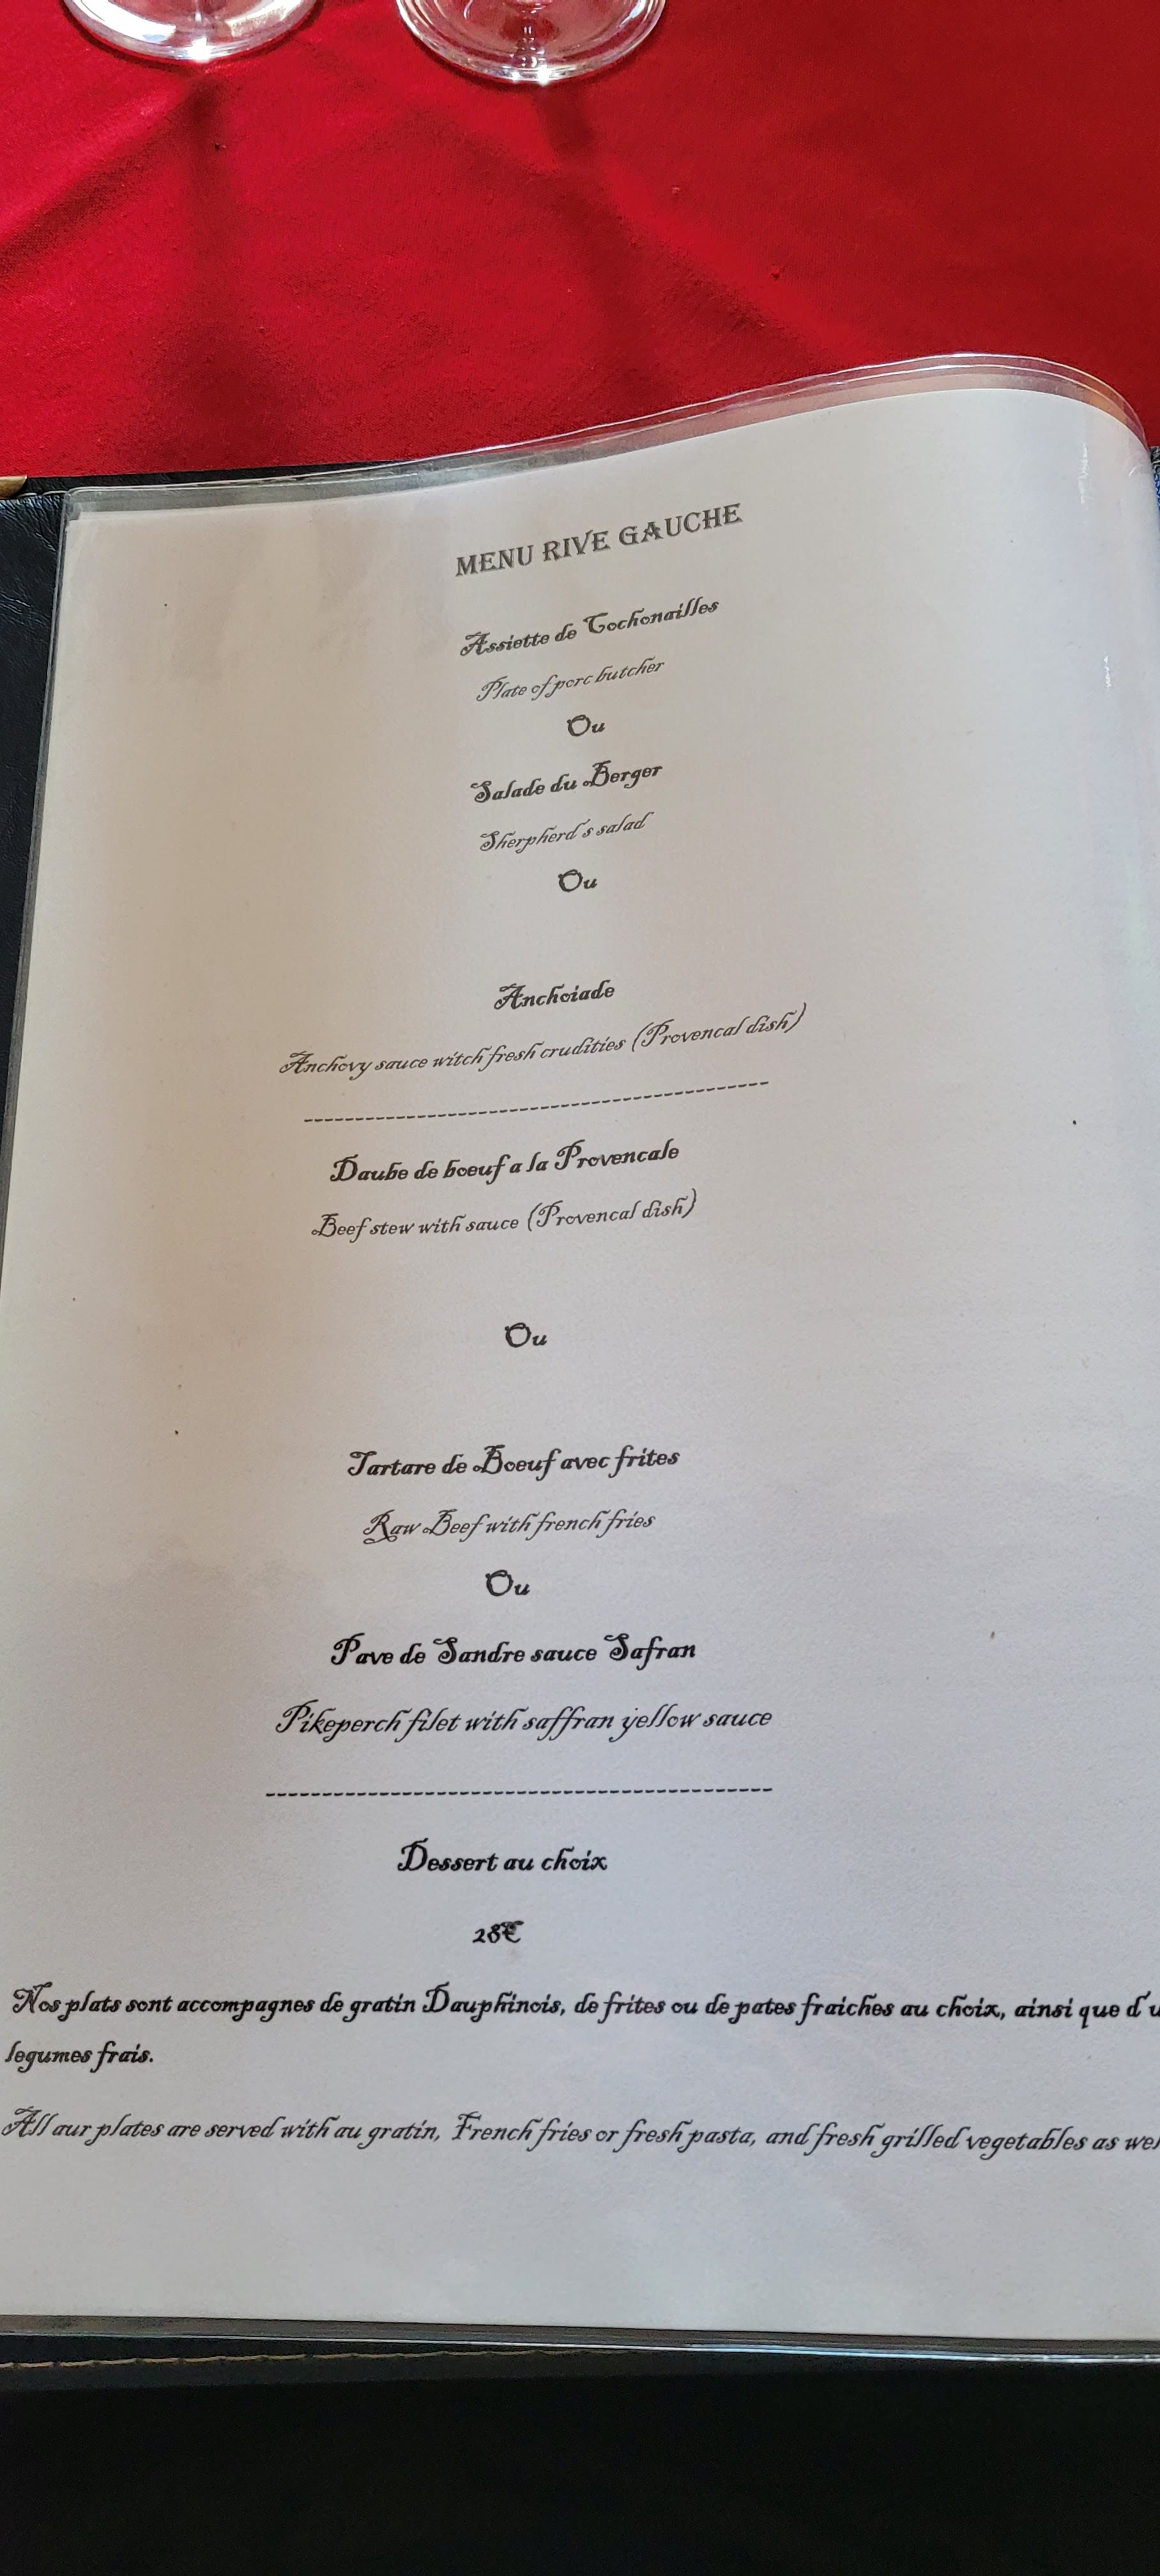 MENU RIVE GAUCHE
Assiette de Cochonailles
Plate of porc butcher
Ou
Salade du Berger
Sherpherd's salad
Ou
Anchoiade
Anchovy sauce witch fresh crudities (Provencal dish)
---------------------------------------------
Daube de boeuf a la Provencale
Beef stew with sauce (Provencal dish)
Ou
Tartare de Boeuf avec frites
Raw Beef with french fries
Ou
Pave de Sandre sauce Safran
Pikeperch filet with saffran yellow sauce
---------------------------------------------
Dessert au choix
28€
Nos plats sont accompagnes de gratin Dauphinois, de frites ou de pates fraiches au choix, ainsi que d'u
legumes frais.
All aur plates are served with au gratin, French fries or fresh pasta, and fresh grilled vegetables as wel